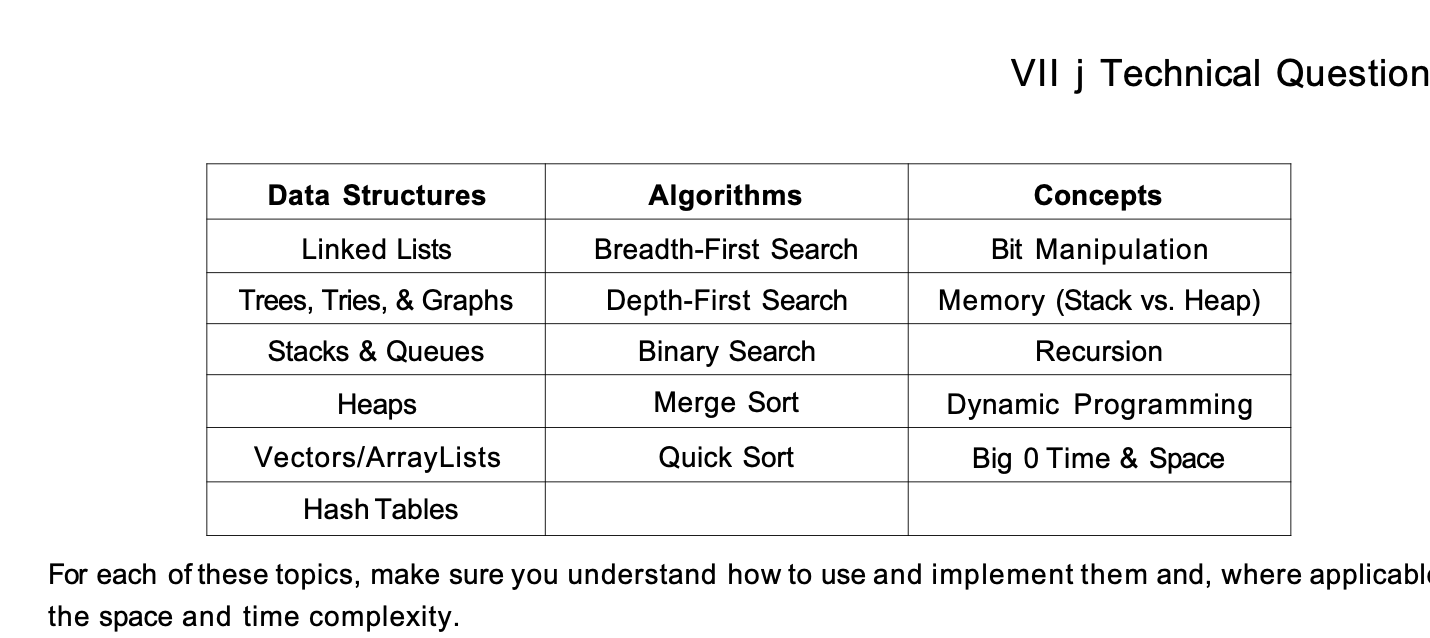 VII j Technical Question
Data Structures Algorithms Concepts
Linked Lists Breadth-First Search Bit Manipulation
Trees, Tries, & Graphs Depth-First Search Memory (Stack vs. Heap)
Stacks & Queues Binary Search Recursion
Heaps Merge Sort Dynamic Programming
Vectors/ArrayLists Quick Sort Big 0 Time & Space
Hash Tables
For each of these topics, make sure you understand how to use and implement them and, where applicable
the space and time complexity.